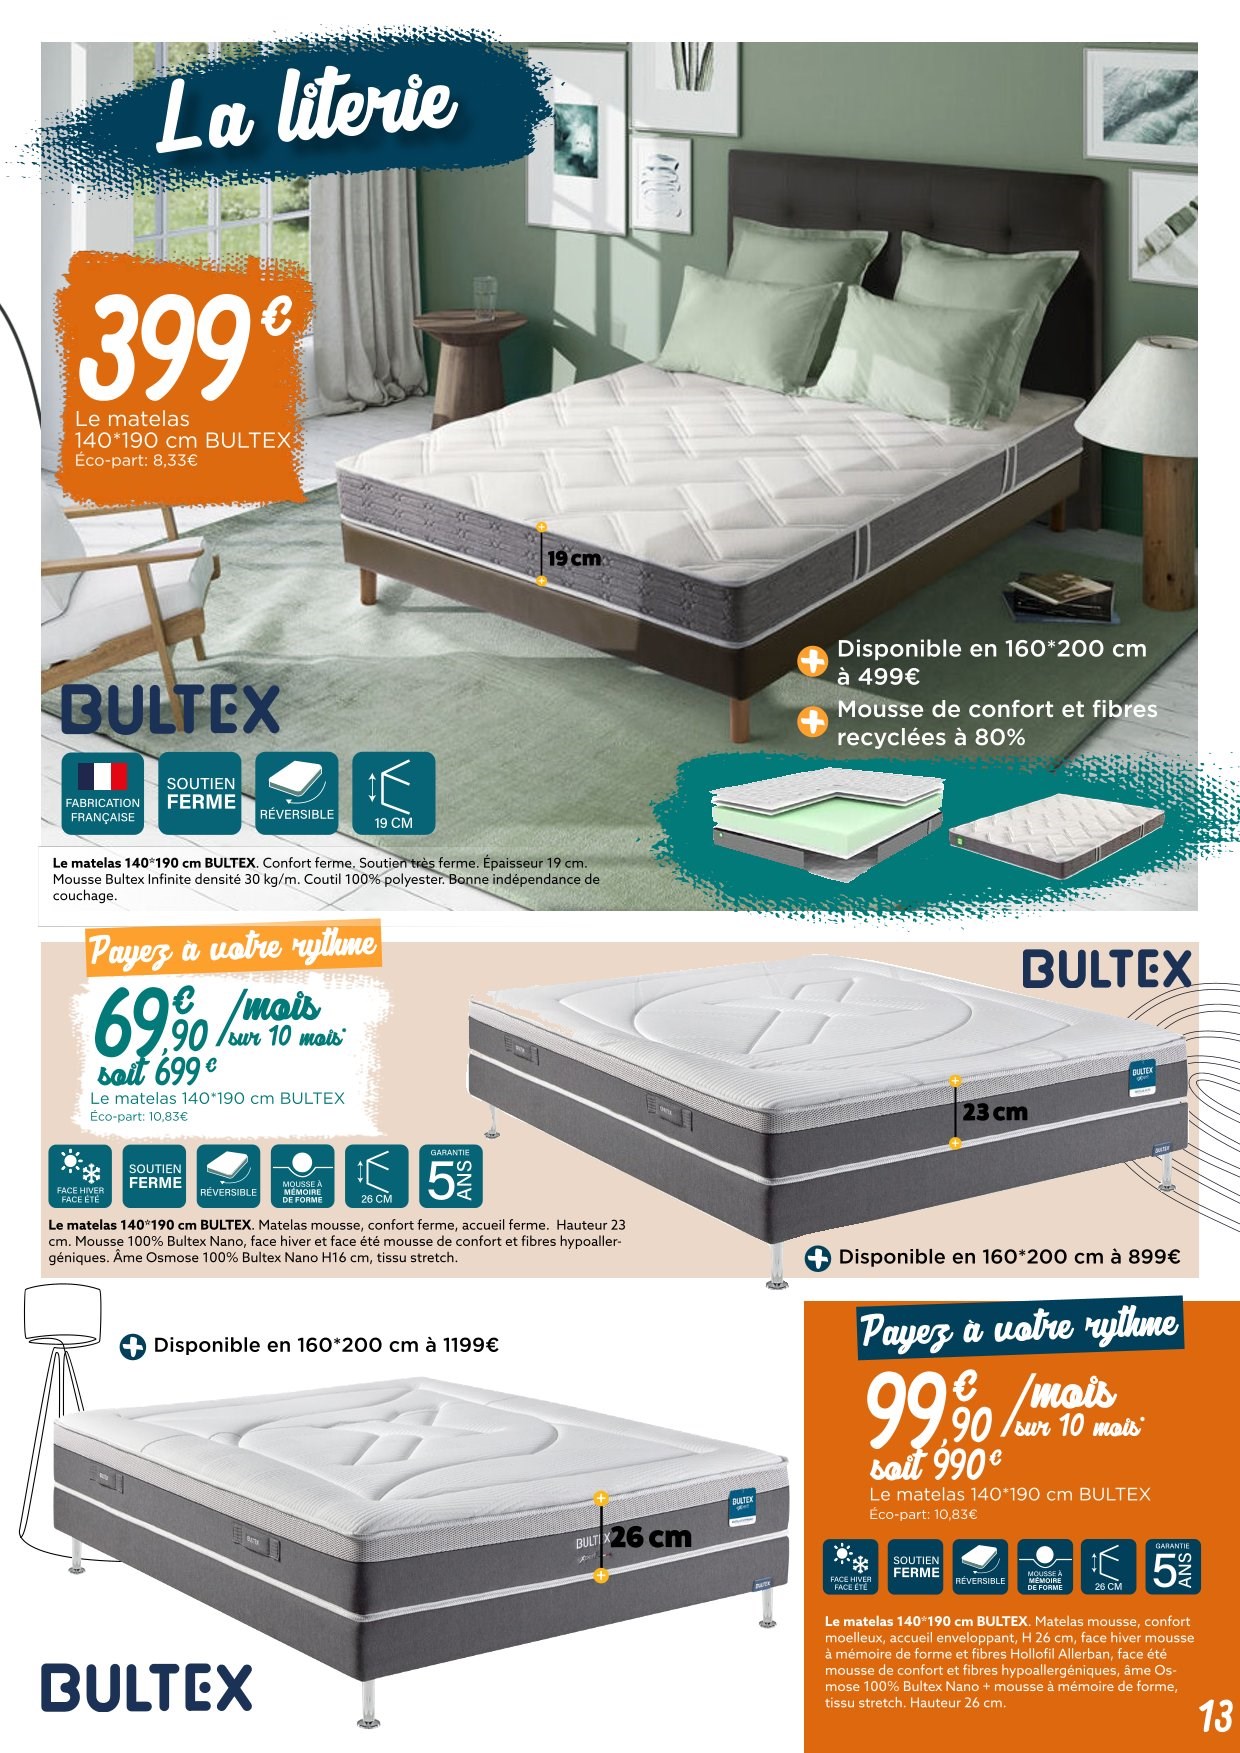 La literie
399€
Le matelas
140*190 cm BULTEX
Éco-part: 8,33€
19 cm
Disponible en 160*200 cm
à 499€
Mousse de confort et fibres
recyclées à 80%
BULTEX
FABRICATION
FRANÇAISE
SOUTIEN
FERME
RÉVERSIBLE
19 CM
Le matelas 140*190 cm BULTEX. Confort ferme. Soutien très ferme. Épaisseur 19 cm.
Mousse Bultex Infinite densité 30 kg/m. Coutil 100% polyester. Bonne indépendance de
couchage.
Payez à votre rythme
69€,90 /mois
sur 10 mois*
soit 699€
Le matelas 140*190 cm BULTEX
Éco-part: 10,83€
BULTEX
BULTEX
23 cm
FACE HIVER
FACE ÉTÉ
SOUTIEN
FERME
RÉVERSIBLE
MOUSSE À
MÉMOIRE
DE FORME
26 CM
GARANTIE
5 ANS
Le matelas 140*190 cm BULTEX. Matelas mousse, confort ferme, accueil ferme. Hauteur 23
cm. Mousse 100% Bultex Nano, face hiver et face été mousse de confort et fibres hypoaller-
géniques. Âme Osmose 100% Bultex Nano H16 cm, tissu stretch.
Disponible en 160*200 cm à 899€
Disponible en 160*200 cm à 1199€
BULTEX
BULTEX
26 cm
BULTEX
BULTEX
Payez à votre rythme
99€,90 /mois
sur 10 mois*
soit 990€
Le matelas 140*190 cm BULTEX
Éco-part: 10,83€
FACE HIVER
FACE ÉTÉ
SOUTIEN
FERME
RÉVERSIBLE
MOUSSE À
MÉMOIRE
DE FORME
26 CM
GARANTIE
5 ANS
Le matelas 140*190 cm BULTEX. Matelas mousse, confort
moelleux, accueil enveloppant, H 26 cm, face hiver mousse
à mémoire de forme et fibres Hollofil Allerban, face été
mousse de confort et fibres hypoallergéniques, âme Os-
mose 100% Bultex Nano + mousse à mémoire de forme,
tissu stretch. Hauteur 26 cm.
13